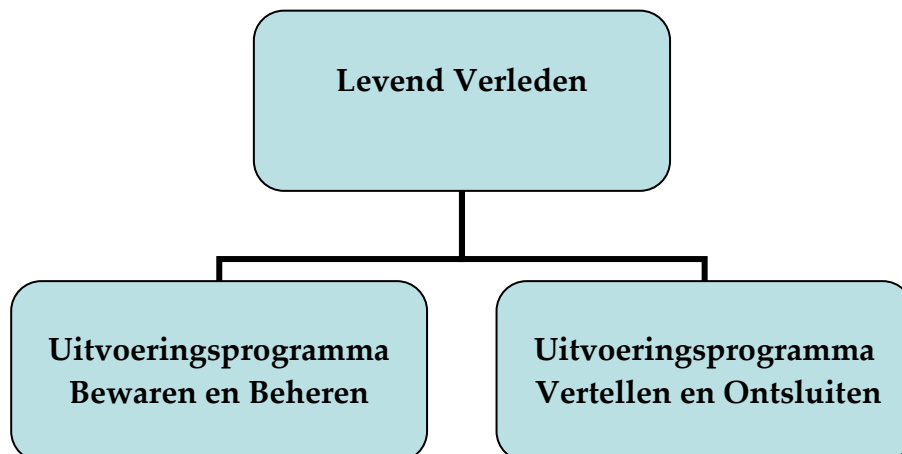 Levend Verleden
Uitvoeringsprogramma
Bewaren en Beheren
Uitvoeringsprogramma
Vertellen en Ontsluiten